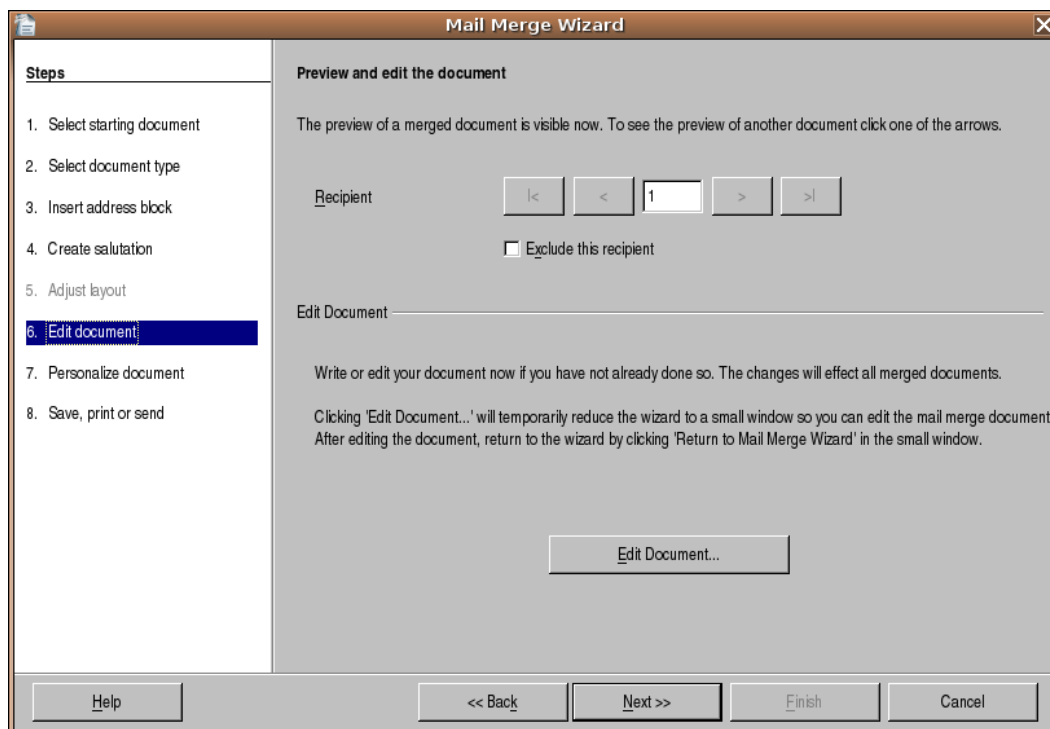 Mail Merge Wizard
Steps
1. Select starting document
2. Select document type
3. Insert address block
4. Create salutation
5. Adjust layout
6. Edit document
7. Personalize document
8. Save, print or send
Preview and edit the document
The preview of a merged document is visible now. To see the preview of another document click one of the arrows.
Recipient |< < 1 > >|
Exclude this recipient
Edit Document
Write or edit your document now if you have not already done so. The changes will effect all merged documents.
Clicking 'Edit Document...' will temporarily reduce the wizard to a small window so you can edit the mail merge document
After editing the document, return to the wizard by clicking 'Return to Mail Merge Wizard' in the small window.
Edit Document...
Help << Back Next >> Finish Cancel